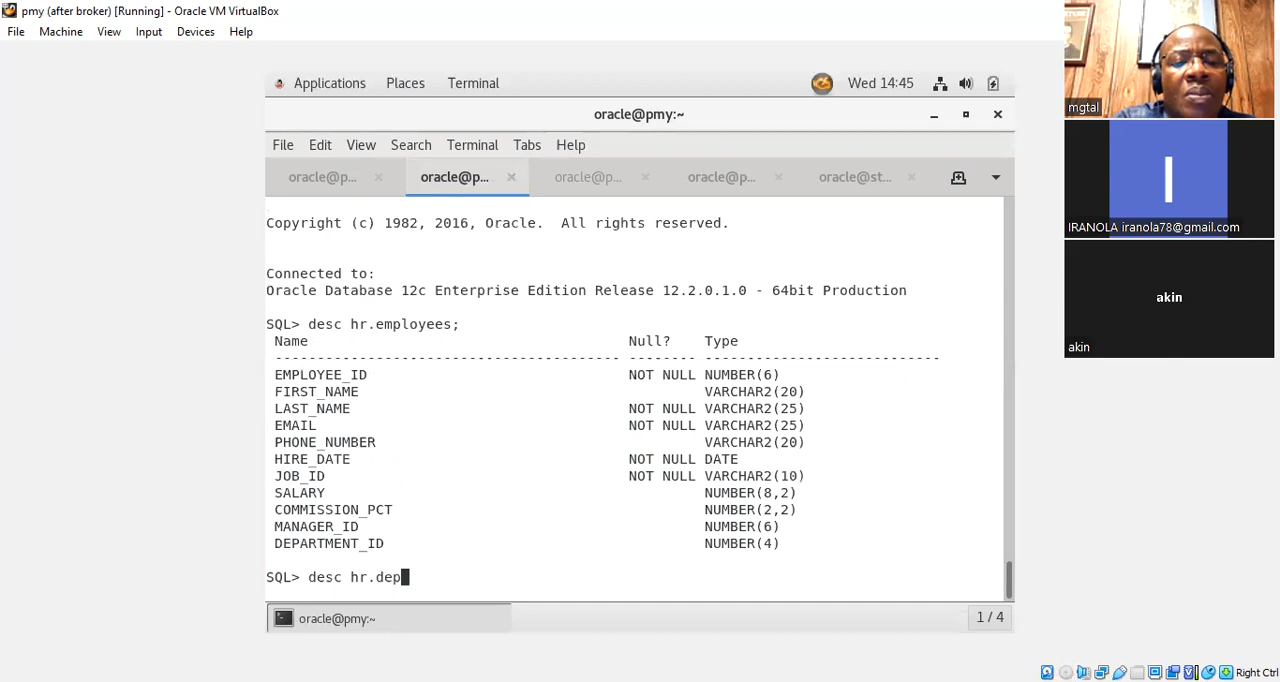 pmy (after broker) [Running] - Oracle VM VirtualBox
File Machine View Input Devices Help
Applications Places Terminal Wed 14:45
oracle@pmy:~
File Edit View Search Terminal Tabs Help
oracle@p... oracle@p... oracle@p... oracle@p... oracle@st...
Copyright (c) 1982, 2016, Oracle. All rights reserved.
Connected to:
Oracle Database 12c Enterprise Edition Release 12.2.0.1.0 - 64bit Production
SQL> desc hr.employees;
Name Null? Type
----------------------------------------- -------- ----------------------------
EMPLOYEE_ID NOT NULL NUMBER(6)
FIRST_NAME VARCHAR2(20)
LAST_NAME NOT NULL VARCHAR2(25)
EMAIL NOT NULL VARCHAR2(25)
PHONE_NUMBER VARCHAR2(20)
HIRE_DATE NOT NULL DATE
JOB_ID NOT NULL VARCHAR2(10)
SALARY NUMBER(8,2)
COMMISSION_PCT NUMBER(2,2)
MANAGER_ID NUMBER(6)
DEPARTMENT_ID NUMBER(4)
SQL> desc hr.dep
oracle@pmy:~ 1 / 4
Right Ctrl
mgtal
I
IRANOLA iranola78@gmail.com
akin
akin